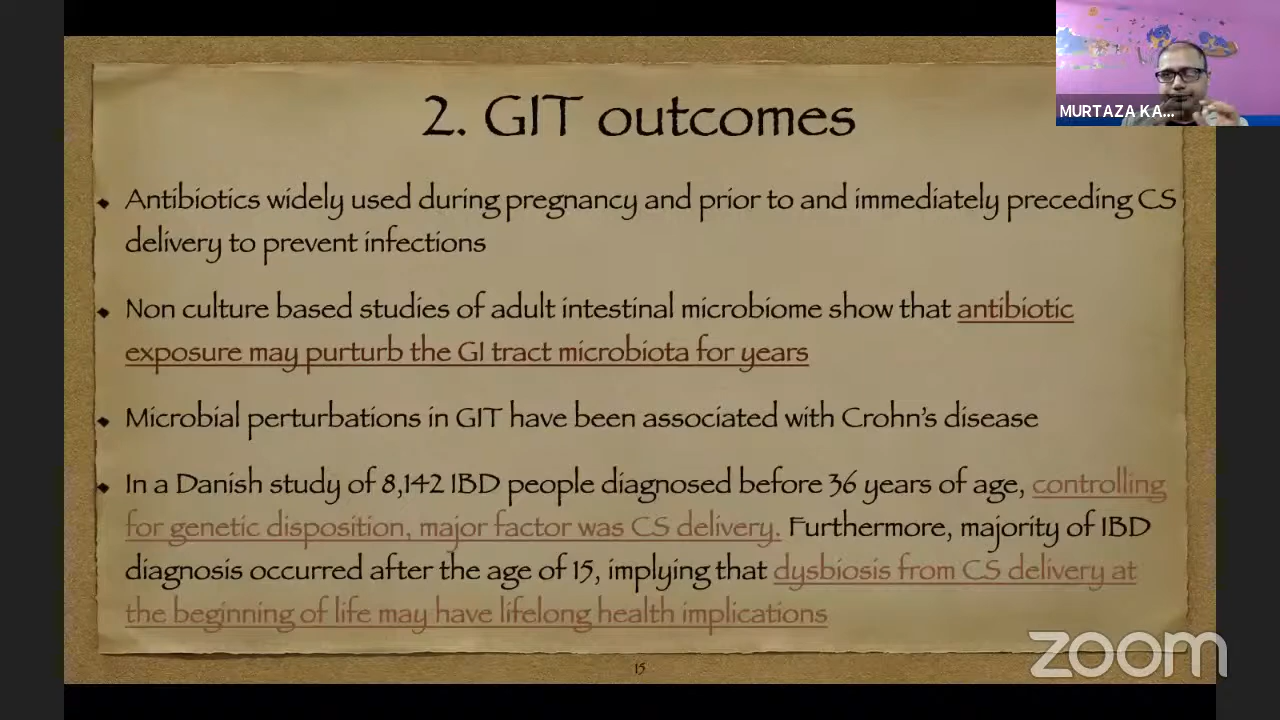 MURTAZA KA...
2. GIT outcomes
Antibiotics widely used during pregnancy and prior to and immediately preceding CS
delivery to prevent infections
Non culture based studies of adult intestinal microbiome show that antibiotic
exposure may purturb the GI tract microbiota for years
Microbial perturbations in GIT have been associated with Crohn's disease
In a Danish study of 8,142 IBD people diagnosed before 36 years of age, controlling
for genetic disposition, major factor was CS delivery. Furthermore, majority of IBD
diagnosis occurred after the age of 15, implying that dysbiosis from CS delivery at
the beginning of life may have lifelong health implications
zoom
15